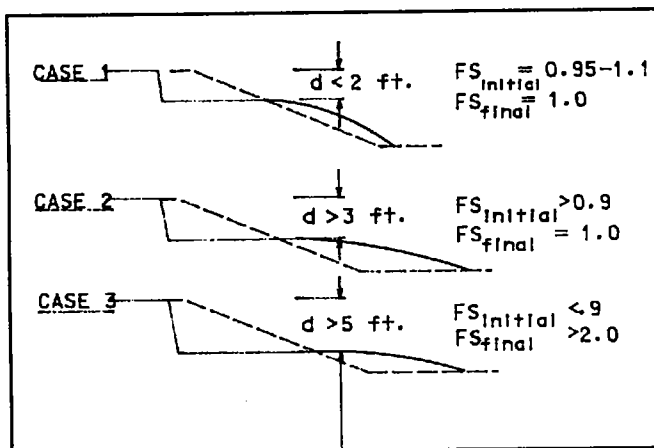 CASE 1
d < 2 ft.
FSinitial = 0.95-1.1
FSfinal = 1.0
CASE 2
d > 3 ft.
FSinitial >0.9
FSfinal = 1.0
CASE 3
d > 5 ft.
FSinitial <.9
FSfinal >2.0